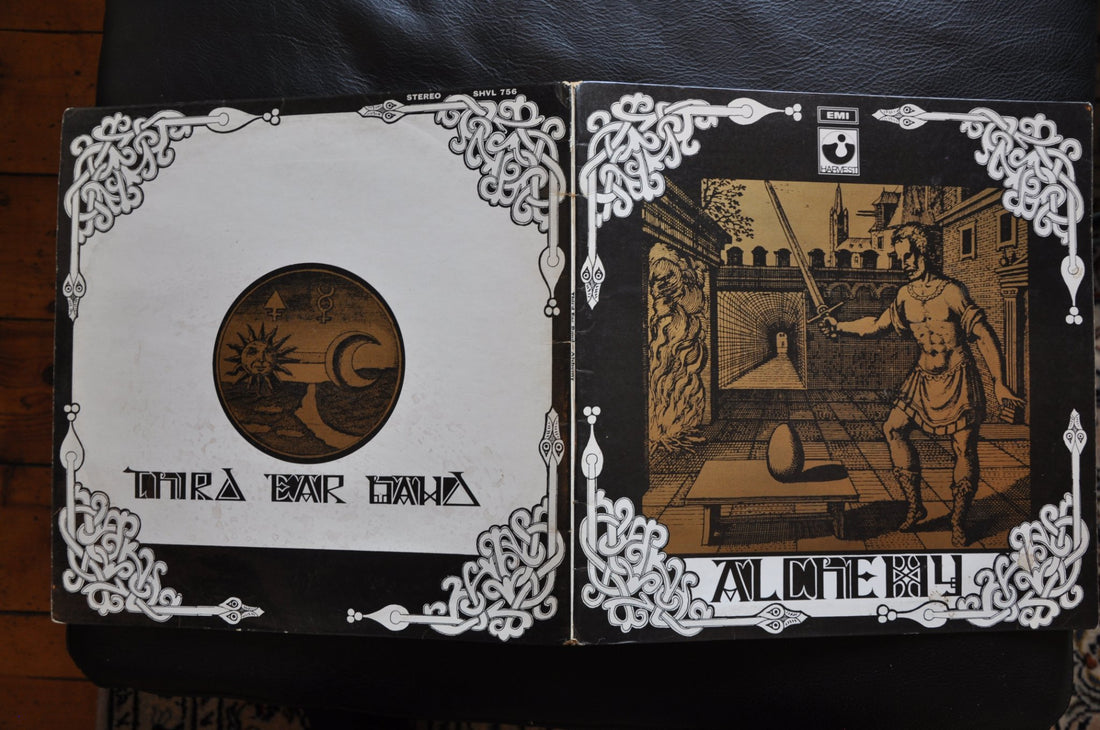 STEREO SHVL 756
THIRD EAR BAND
EMI
HARVEST
ALCHEMY